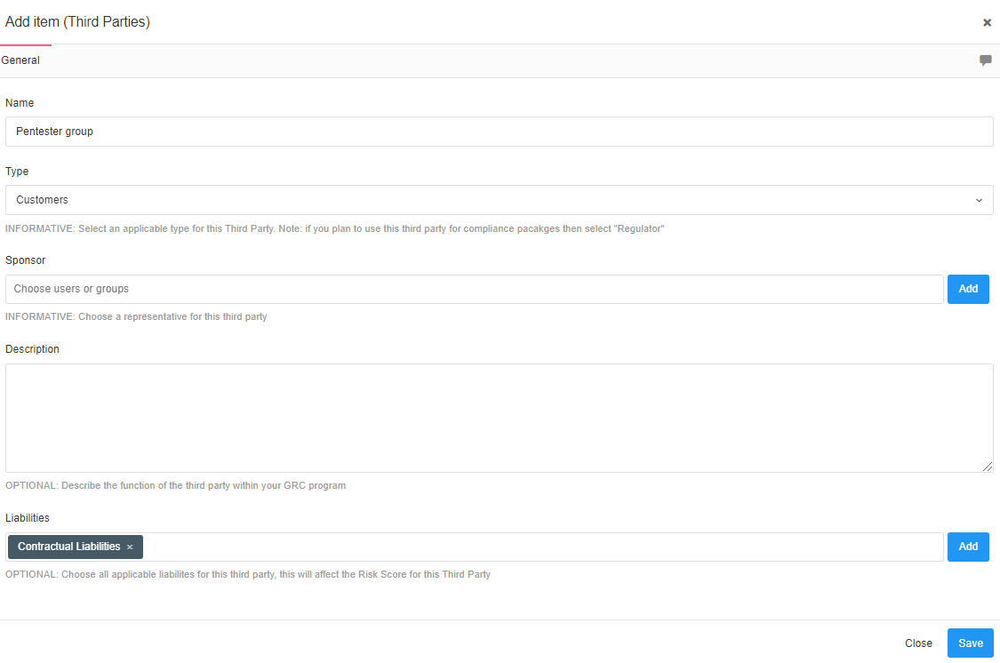 Add item (Third Parties)
×
General
Name
Pentester group
Type
Customers
INFORMATIVE: Select an applicable type for this Third Party. Note: if you plan to use this third party for compliance pacakges then select "Regulator"
Sponsor
Choose users or groups
Add
INFORMATIVE: Choose a representative for this third party
Description
OPTIONAL: Describe the function of the third party within your GRC program
Liabilities
Contractual Liabilities ×
Add
OPTIONAL: Choose all applicable liabilites for this third party, this will affect the Risk Score for this Third Party
Close
Save